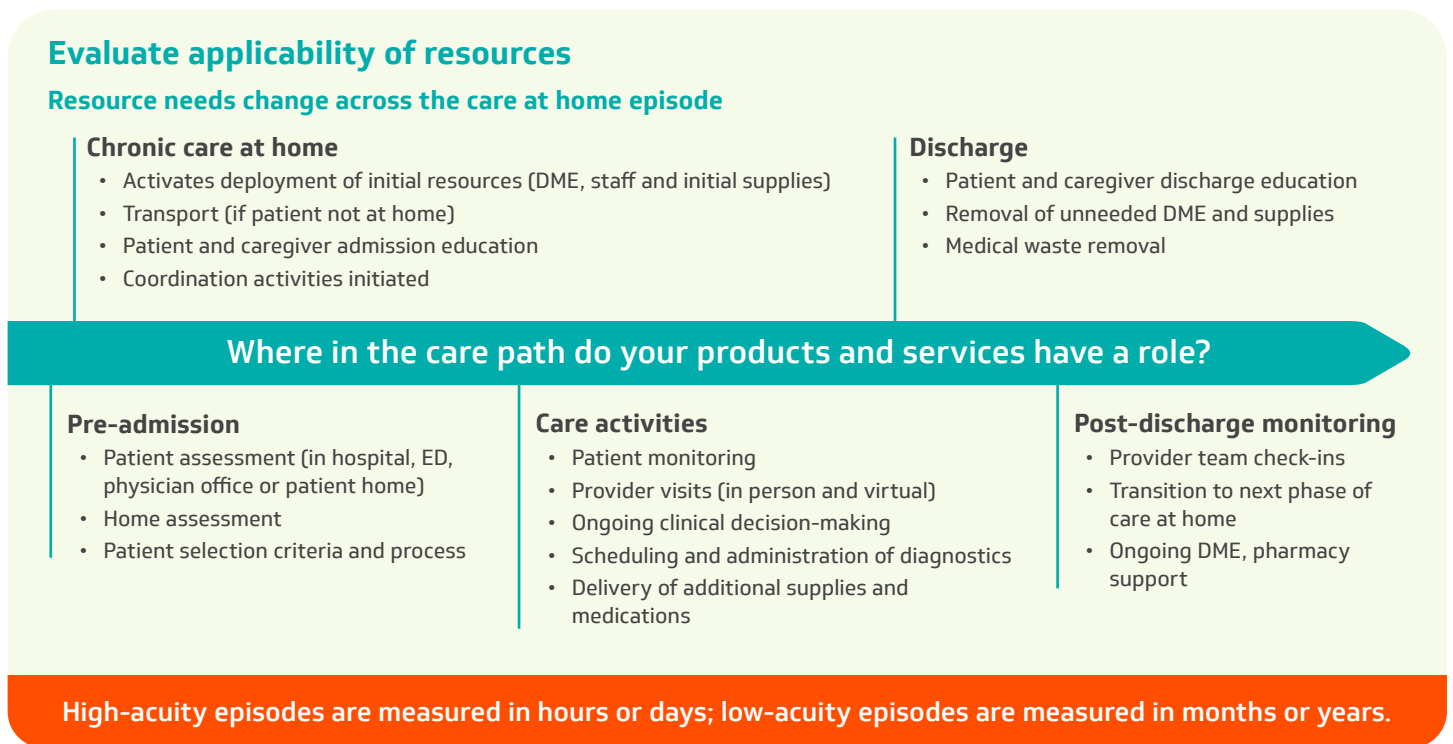 Evaluate applicability of resources
Resource needs change across the care at home episode
Chronic care at home
• Activates deployment of initial resources (DME, staff and initial supplies)
• Transport (if patient not at home)
• Patient and caregiver admission education
• Coordination activities initiated
Discharge
• Patient and caregiver discharge education
• Removal of unneeded DME and supplies
• Medical waste removal
Where in the care path do your products and services have a role?
Pre-admission
• Patient assessment (in hospital, ED,
physician office or patient home)
• Home assessment
• Patient selection criteria and process
Care activities
• Patient monitoring
• Provider visits (in person and virtual)
• Ongoing clinical decision-making
• Scheduling and administration of diagnostics
• Delivery of additional supplies and
medications
Post-discharge monitoring
• Provider team check-ins
• Transition to next phase of
care at home
• Ongoing DME, pharmacy
support
High-acuity episodes are measured in hours or days; low-acuity episodes are measured in months or years.